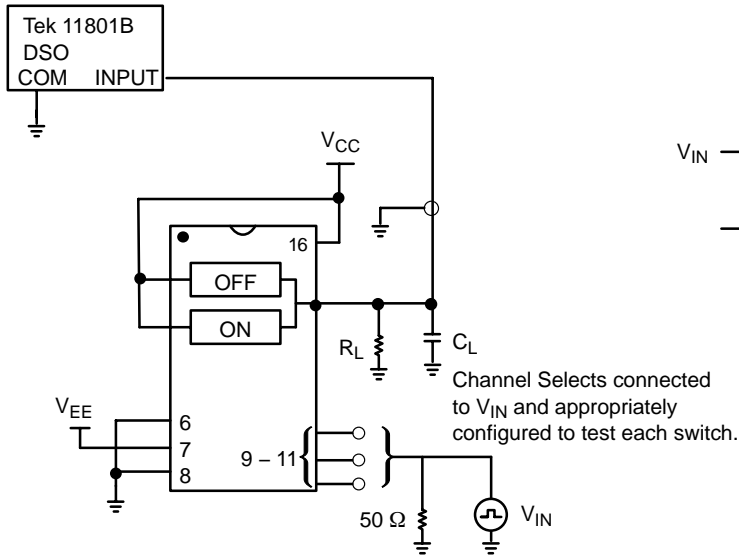 Tek 11801B
DSO
COM INPUT
V_CC
V_IN
16
OFF
ON
R_L
C_L
Channel Selects connected
to V_IN and appropriately
configured to test each switch.
V_EE
6
7
8
9 – 11
50 Ω
V_IN